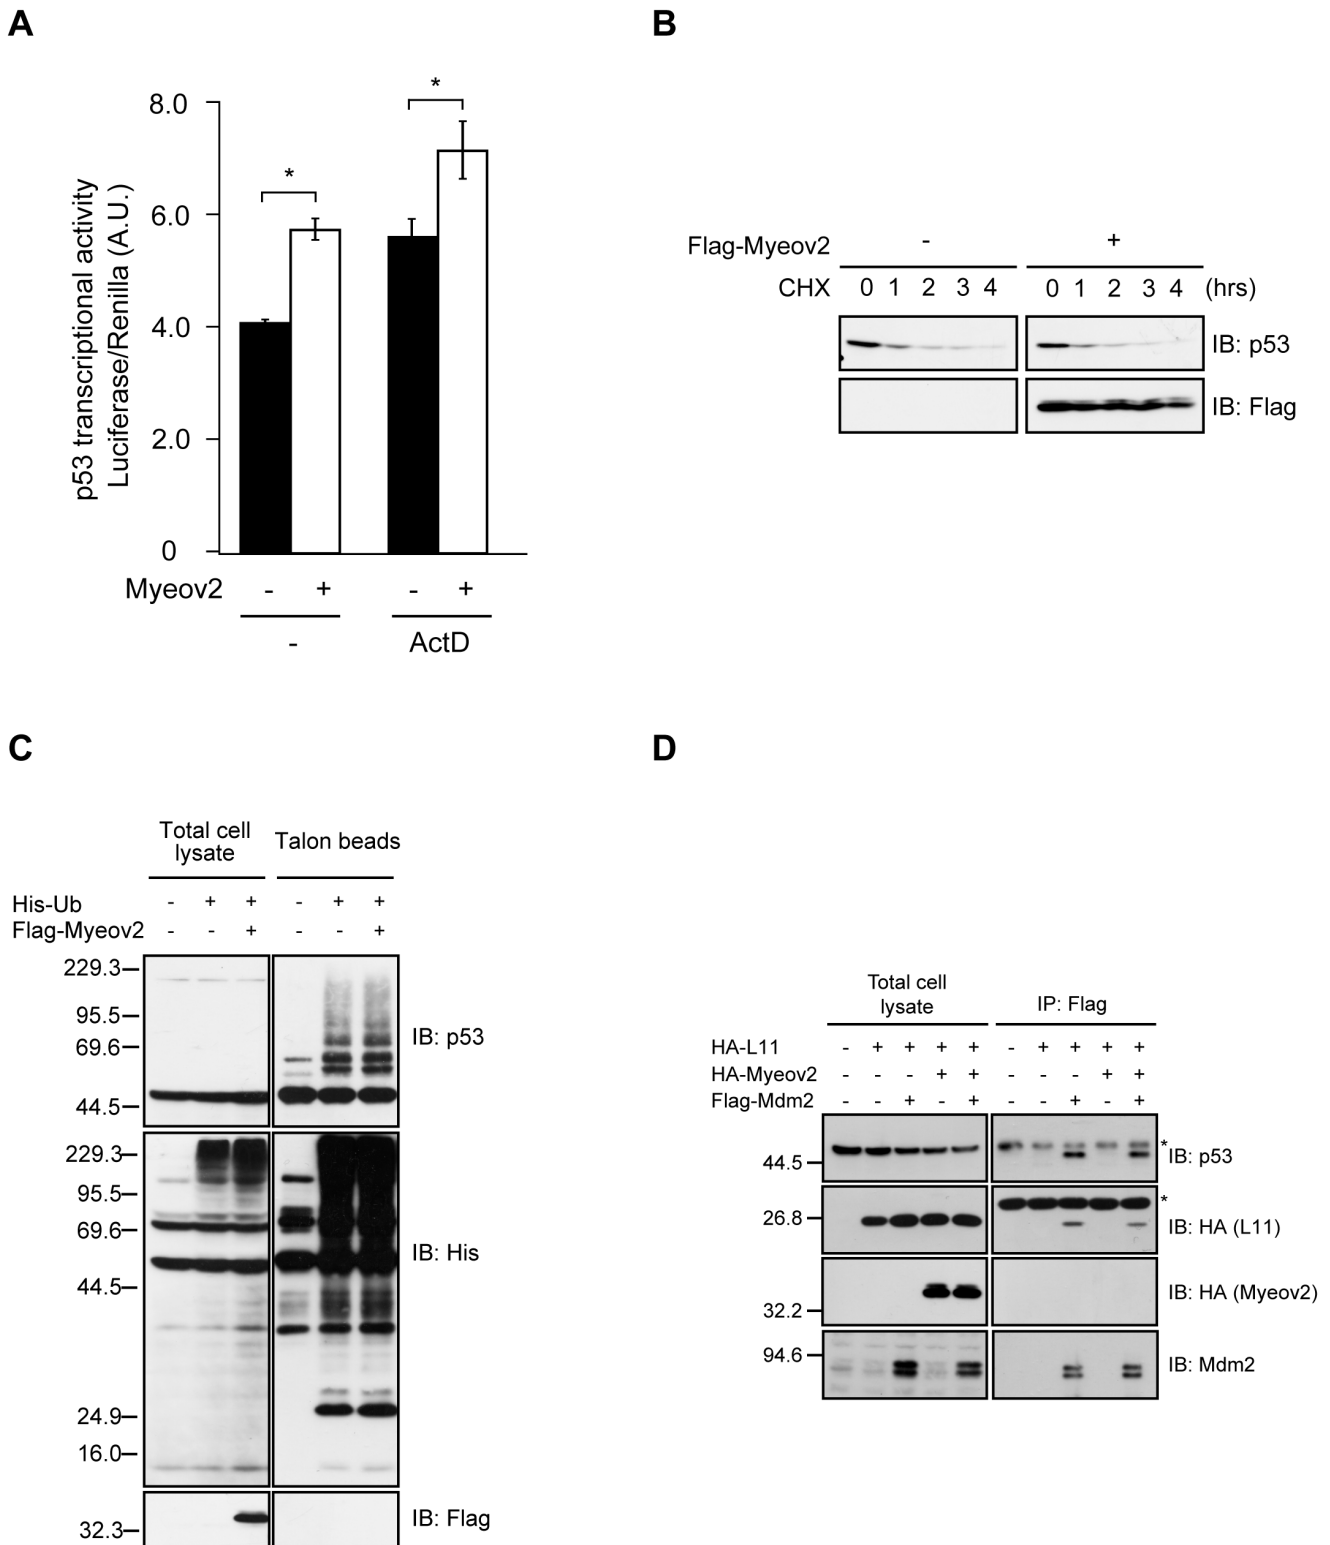 A
8.0
6.0
4.0
2.0
0
p53 transcriptional activity
Luciferase/Renilla (A.U.)
*
*
Myeov2 - + - +
- ActD
B
Flag-Myeov2 - +
CHX 0 1 2 3 4 0 1 2 3 4 (hrs)
IB: p53
IB: Flag
C
Total cell
lysate
Talon beads
His-Ub - + + - + +
Flag-Myeov2 - - + - - +
229.3
95.5
69.6
44.5
IB: p53
229.3
95.5
69.6
44.5
24.9
16.0
IB: His
32.3
IB: Flag
D
Total cell
lysate
IP: Flag
HA-L11 - + + + + - + + + +
HA-Myeov2 - - - + + - - - + +
Flag-Mdm2 - - + - + - - + - +
44.5
*
IB: p53
26.8
*
IB: HA (L11)
32.2
IB: HA (Myeov2)
94.6
IB: Mdm2